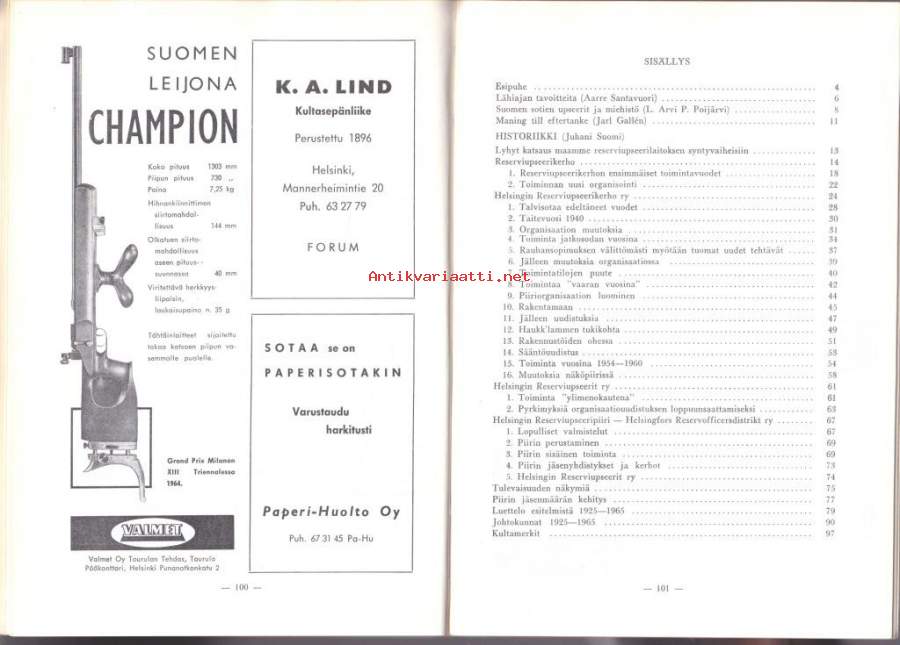 SUOMEN
LEIJONA
CHAMPION
Koko pituus 1303 mm
Piipun pituus 730 „
Paino 7,25 kg
Hihnankiinnittimen
siirtomahdol-
lisuus 144 mm
Olkatuen siirto-
mahdollisuus
aseen pituus-
suunnassa 40 mm
Viritettävä herkkyys-
liipaisin,
laukaisupaino n. 35 g
Tähtäinlaitteet sijoitettu
takaa katsoen piipun va-
semmalle puolelle.
Grand Prix Milanon
XIII Triennalessa
1964.
VALMET
Valmet Oy Tourulan Tehdas, Tourula
Pääkonttori, Helsinki Punanotkonkatu 2
K. A. LIND
Kultasepänliike
Perustettu 1896
Helsinki,
Mannerheimintie 20
Puh. 63 27 79
FORUM
SOTAA se on
PAPERISOTAKIN
Varustaudu
harkitusti
Paperi-Huolto Oy
Puh. 67 31 45 Pa-Hu
— 100 —
Antikvariaatti.net
SISÄLLYS
Esipuhe 4
Lähiajan tavoitteita (Aarre Santavuori) 6
Suomen sotien upseerit ja miehistö (L. Arvi P. Poijärvi) 8
Maning till eftertanke (Jarl Gallén) 11
HISTORIIKKI (Juhani Suomi)
Lyhyt katsaus maamme reserviupseerilaitoksen syntyvaiheisiin 13
Reserviupseerikerho 14
1. Reserviupseerikerhon ensimmäiset toimintavuodet 18
2. Toiminnan uusi organisointi 22
Helsingin Reserviupseerikerho ry 24
1. Talvisotaa edeltäneet vuodet 28
2. Taitevuosi 1940 30
3. Organisaation muutoksia 31
4. Toiminta jatkosodan vuosina 34
5. Rauhansopimuksen välittömästi myötään tuomat uudet tehtävät 37
6. Jälleen muutoksia organisaatiossa 39
7. Toimintatilojen puute 40
8. Toimintaa "vaaran vuosina" 42
9. Piiriorganisaation luominen 44
10. Rakentamaan 45
11. Jälleen uudistuksia 47
12. Haukk'lammen tukikohta 49
13. Rakennustöiden ohessa 51
14. Sääntöuudistus 53
15. Toiminta vuosina 1954—1960 54
16. Muutoksia näköpiirissä 58
Helsingin Reserviupseerit ry 61
1. Toiminta "ylimenokautena" 61
2. Pyrkimyksiä organisaatiouudistuksen loppuunsaattamiseksi 63
Helsingin Reserviupseeripiiri — Helsingfors Reservofficersdistrikt ry 67
1. Lopulliset valmistelut 67
2. Piirin perustaminen 69
3. Piirin sisäinen toiminta 69
4. Piirin jäsenyhdistykset ja kerhot 73
5. Helsingin Reserviupseerit ry 74
Tulevaisuuden näkymiä 75
Piirin jäsenmäärän kehitys 77
Luettelo esitelmistä 1925—1965 79
Johtokunnat 1925—1965 90
Kultamerkit 97
— 101 —